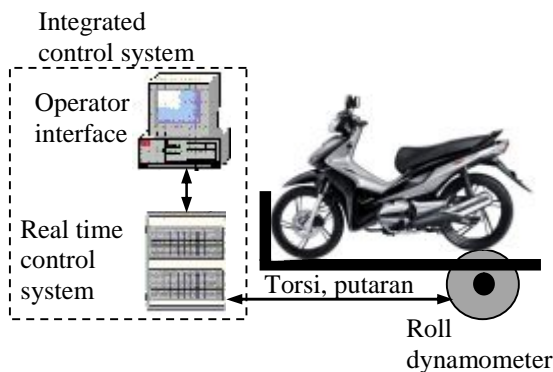 Integrated
control system
Operator
interface
Real time
control
system
Torsi, putaran
Roll
dynamometer